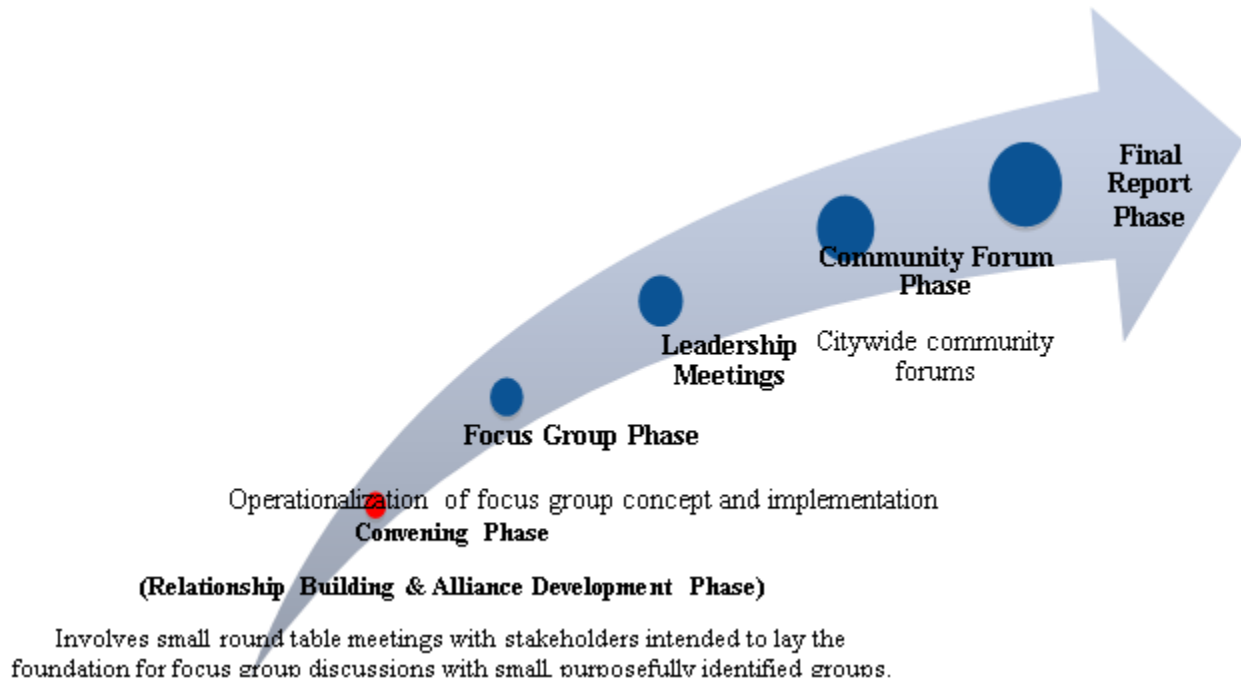 Final
Report
Phase
Community Forum
Phase
Citywide community
forums
Leadership
Meetings
Focus Group Phase
Operationalization of focus group concept and implementation
Convening Phase
(Relationship Building & Alliance Development Phase)
Involves small round table meetings with stakeholders intended to lay the
foundation for focus group discussions with small, purposefully identified groups.